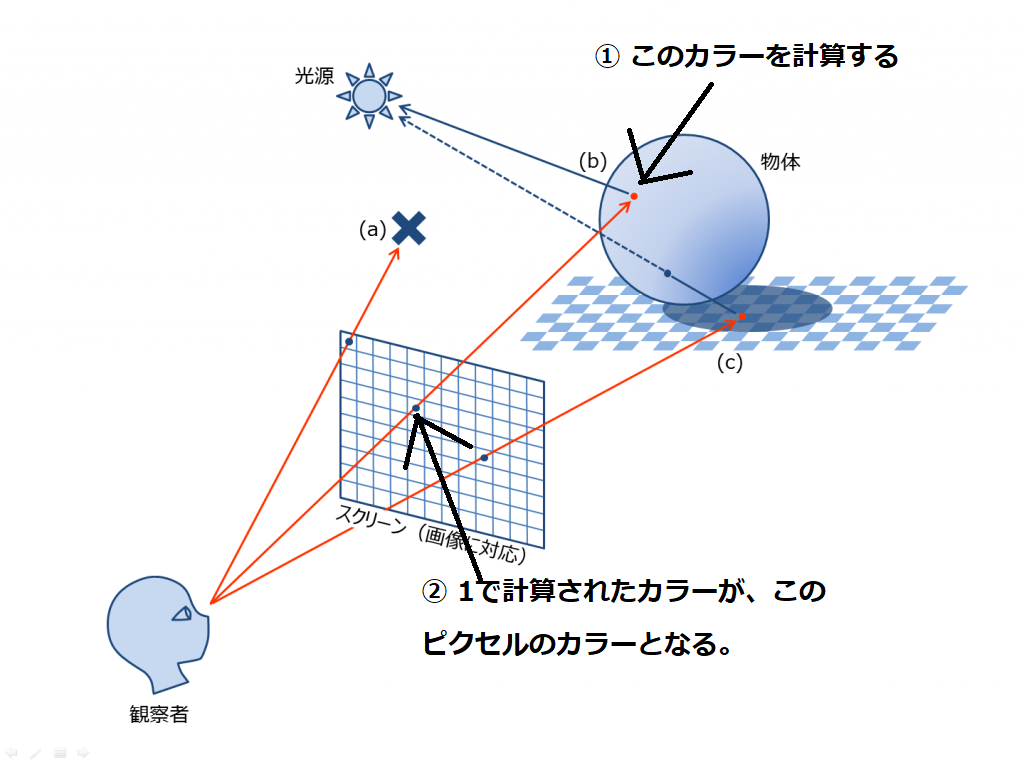 ① このカラーを計算する
光源
(b)
物体
(a)
(c)
スクリーン（画像に対応）
② 1で計算されたカラーが、この
ピクセルのカラーとなる。
観察者